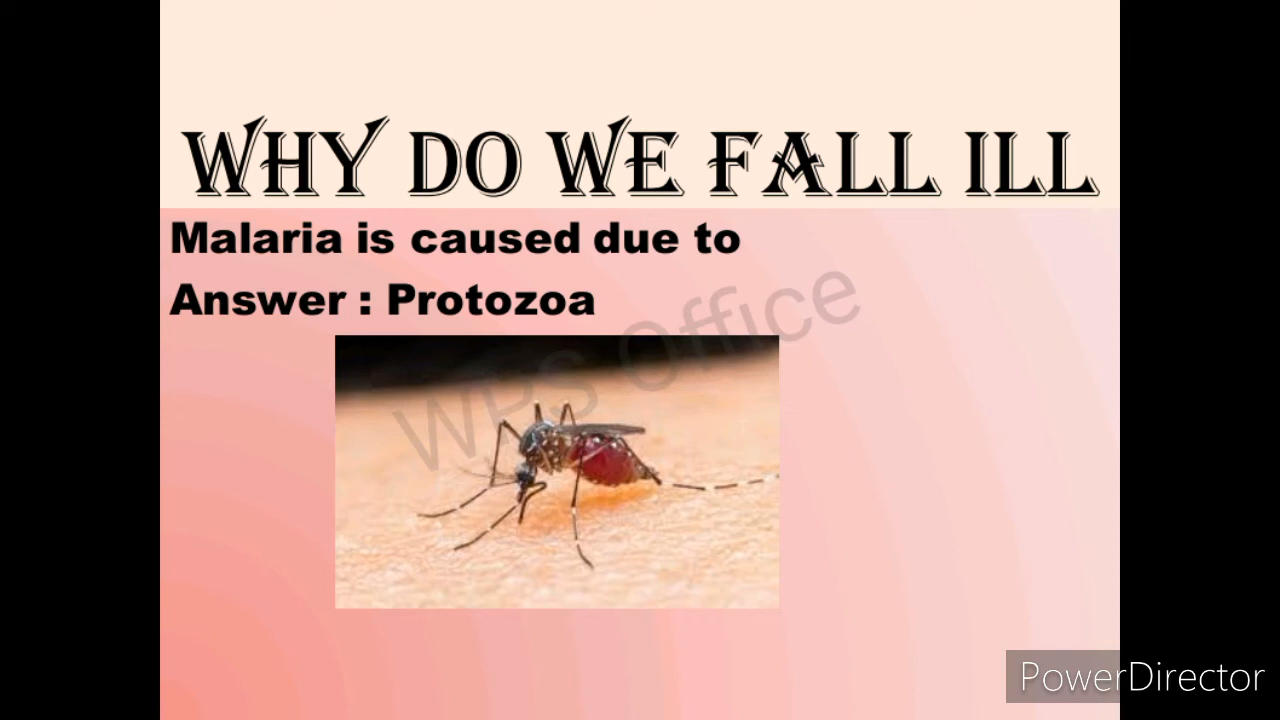 WHY DO WE FALL ILL
Malaria is caused due to
Answer : Protozoa
WPS Office
PowerDirector